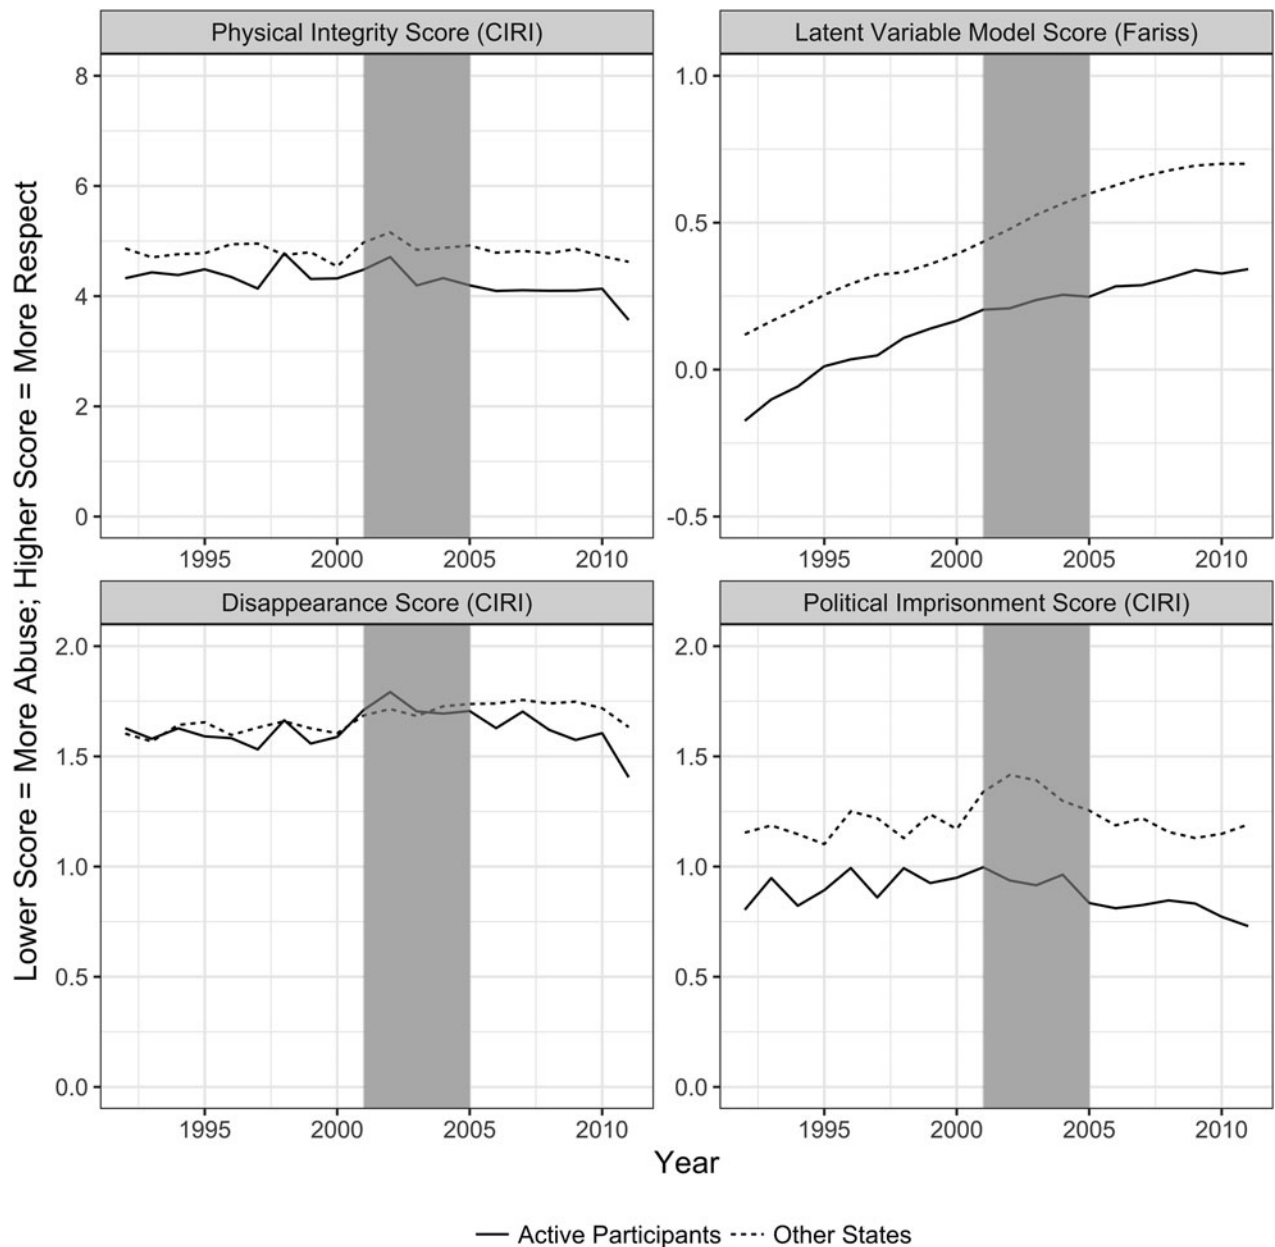 Lower Score = More Abuse; Higher Score = More Respect
Physical Integrity Score (CIRI)
8
6
4
2
0
1995 2000 2005 2010
Latent Variable Model Score (Fariss)
1.0
0.5
0.0
-0.5
1995 2000 2005 2010
Disappearance Score (CIRI)
2.0
1.5
1.0
0.5
0.0
1995 2000 2005 2010
Political Imprisonment Score (CIRI)
2.0
1.5
1.0
0.5
0.0
1995 2000 2005 2010
Year
Active Participants Other States